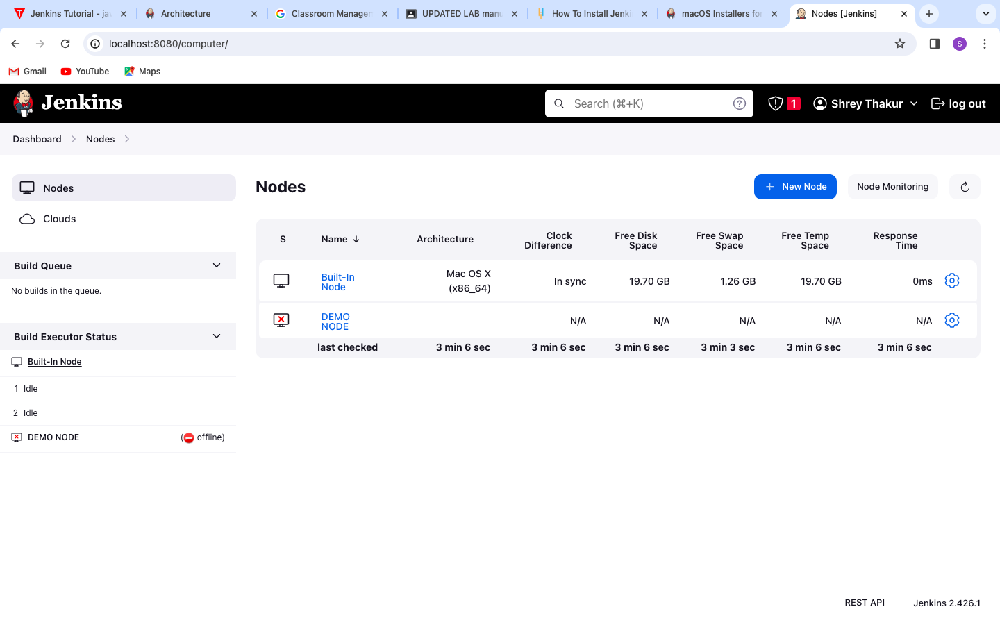 Jenkins Tutorial - jav
Architecture
Classroom Managem
UPDATED LAB manu
How To Install Jenki
macOS Installers for
Nodes [Jenkins]
localhost:8080/computer/
S
Gmail
YouTube
Maps
Jenkins
Search (⌘+K)
?
1
Shrey Thakur
log out
Dashboard
Nodes
Nodes
Clouds
Build Queue
No builds in the queue.
Build Executor Status
Built-In Node
1 Idle
2 Idle
DEMO NODE (offline)
Nodes
+ New Node
Node Monitoring
S Name ↓ Architecture Clock Difference Free Disk Space Free Swap Space Free Temp Space Response Time
Built-In Node Mac OS X (x86_64) In sync 19.70 GB 1.26 GB 19.70 GB 0ms
DEMO NODE N/A N/A N/A N/A N/A
last checked 3 min 6 sec 3 min 6 sec 3 min 6 sec 3 min 3 sec 3 min 6 sec 3 min 6 sec
REST API
Jenkins 2.426.1